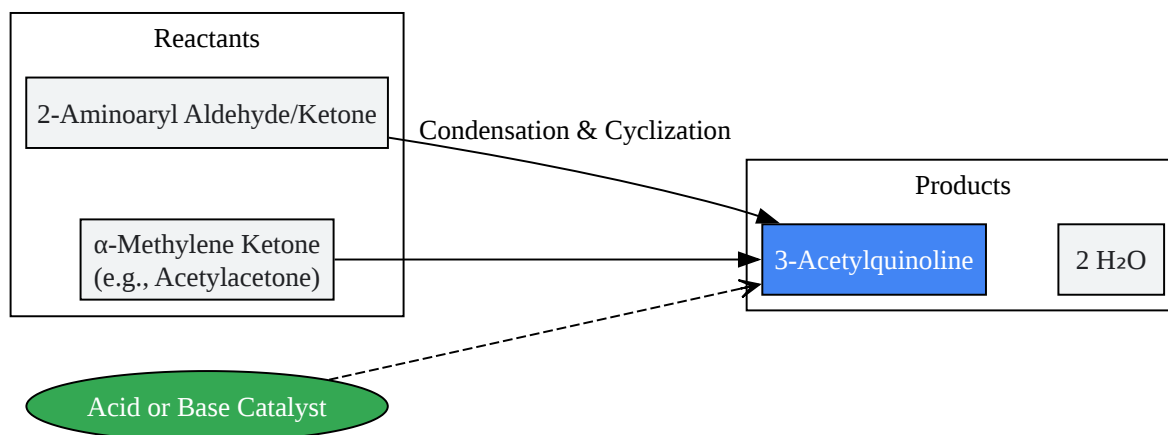 Reactants
2-Aminoaryl Aldehyde/Ketone
Condensation & Cyclization
α-Methylene Ketone
(e.g., Acetylacetone)
Products
3-Acetylquinoline
2 H₂O
Acid or Base Catalyst